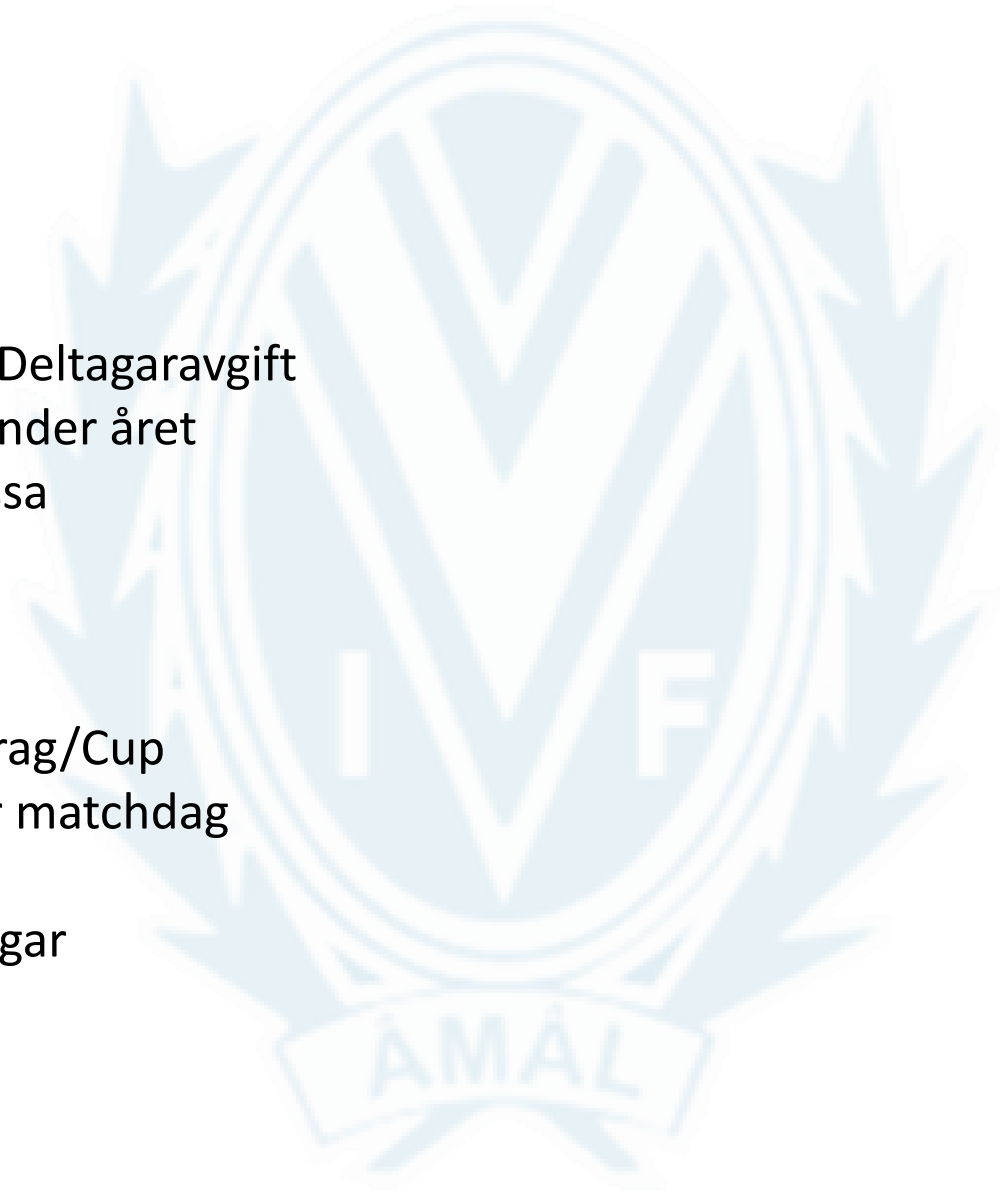 Deltagaravgift
nder året
sa
rag/Cup
r matchdag
gar
I F
ÅMÅL